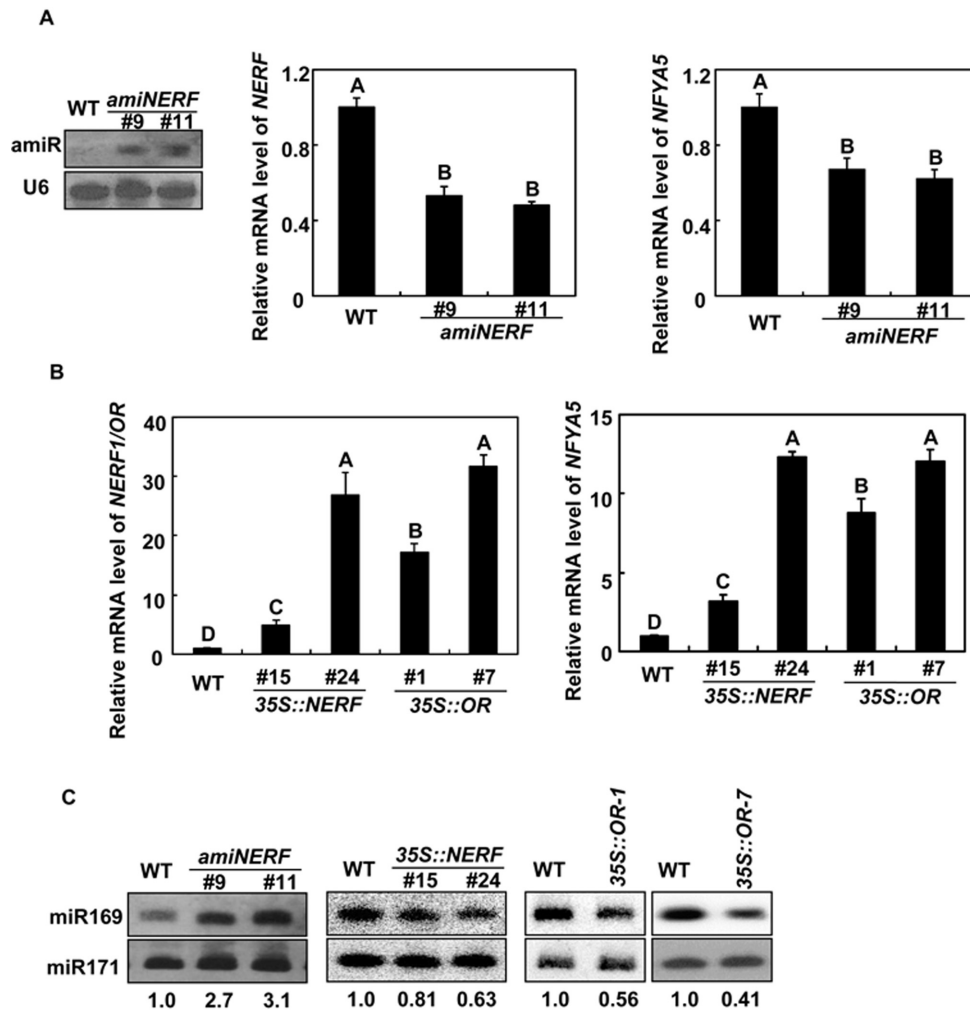 A
WT amiNERF
#9 #11
amiR
U6
Relative mRNA level of NERF
1.2
0.8
0.4
0
A
B
B
WT
#9 #11
amiNERF
Relative mRNA level of NFYA5
1.2
0.8
0.4
0
A
B
B
WT
#9 #11
amiNERF
B
Relative mRNA level of NERF1/OR
40
30
20
10
0
D
C
A
B
A
WT
#15 #24 #1 #7
35S::NERF 35S::OR
Relative mRNA level of NFYA5
15
10
5
0
D
C
A
B
A
WT
#15 #24 #1 #7
35S::NERF 35S::OR
C
WT amiNERF
#9 #11
WT 35S::NERF
#15 #24
WT 35S::OR-1
WT 35S::OR-7
miR169
miR171
1.0 2.7 3.1 1.0 0.81 0.63 1.0 0.56 1.0 0.41